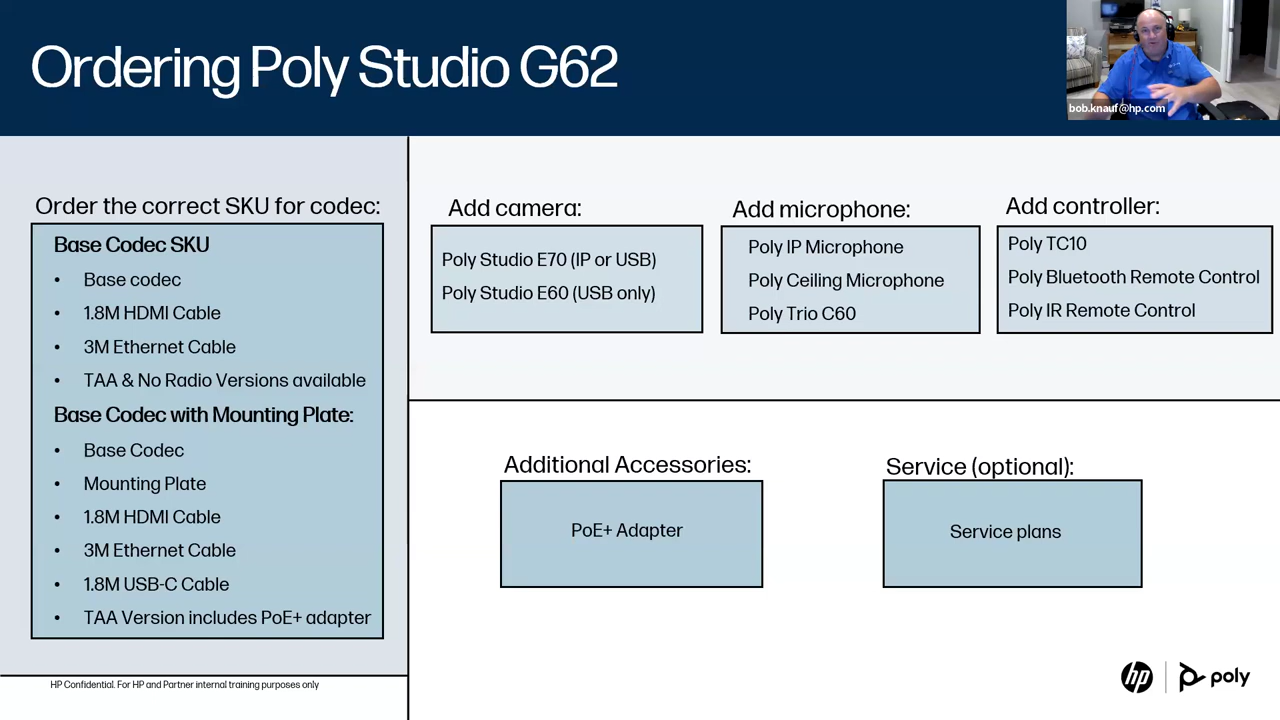 Ordering Poly Studio G62
bob.knauf@hp.com
Order the correct SKU for codec:
Base Codec SKU
• Base codec
• 1.8M HDMI Cable
• 3M Ethernet Cable
• TAA & No Radio Versions available
Base Codec with Mounting Plate:
• Base Codec
• Mounting Plate
• 1.8M HDMI Cable
• 3M Ethernet Cable
• 1.8M USB-C Cable
• TAA Version includes PoE+ adapter
Add camera:
Poly Studio E70 (IP or USB)
Poly Studio E60 (USB only)
Add microphone:
Poly IP Microphone
Poly Ceiling Microphone
Poly Trio C60
Add controller:
Poly TC10
Poly Bluetooth Remote Control
Poly IR Remote Control
Additional Accessories:
PoE+ Adapter
Service (optional):
Service plans
HP Confidential. For HP and Partner internal training purposes only
hp poly